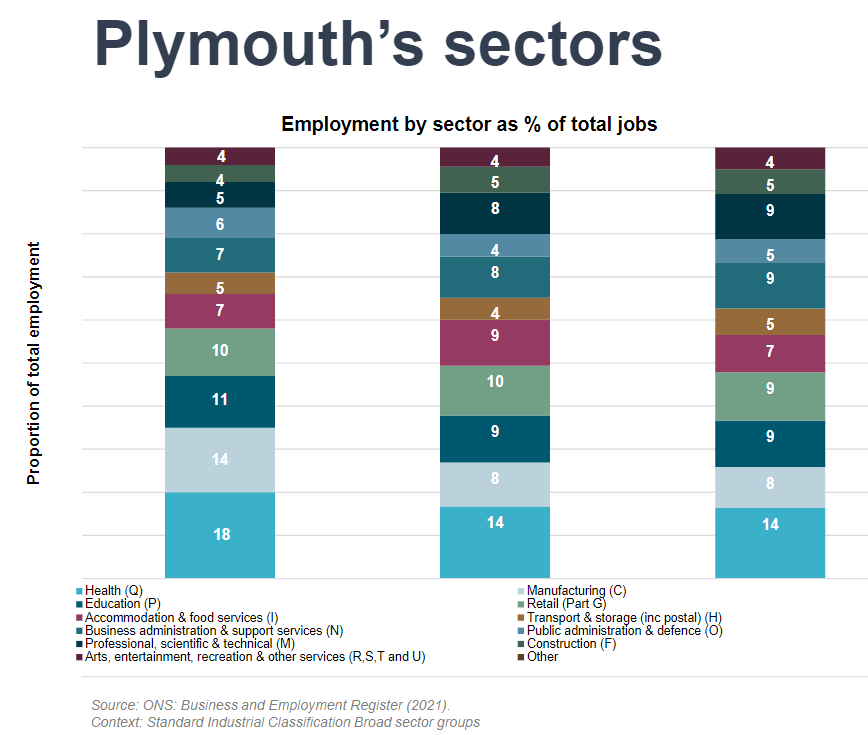 Plymouth’s sectors
Employment by sector as % of total jobs
Proportion of total employment
4
4
5
6
7
5
7
10
11
14
18
4
5
8
4
8
4
9
10
9
8
14
4
5
9
5
9
5
7
9
9
8
14
Health (Q)
Manufacturing (C)
Education (P)
Retail (Part G)
Accommodation & food services (I)
Transport & storage (inc postal) (H)
Business administration & support services (N)
Public administration & defence (O)
Professional, scientific & technical (M)
Construction (F)
Arts, entertainment, recreation & other services (R,S,T and U)
Other
Source: ONS: Business and Employment Register (2021).
Context: Standard Industrial Classification Broad sector groups